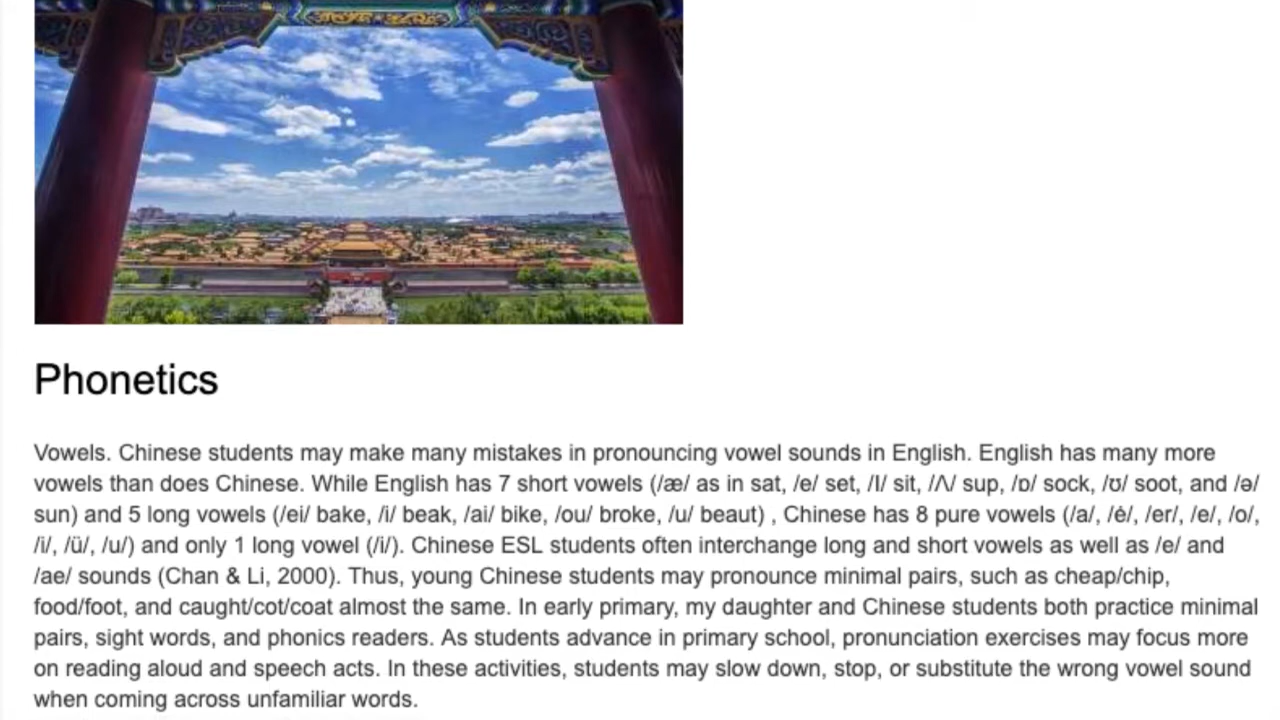 Phonetics
Vowels. Chinese students may make many mistakes in pronouncing vowel sounds in English. English has many more
vowels than does Chinese. While English has 7 short vowels (/æ/ as in sat, /e/ set, /I/ sit, /Λ/ sup, /ɒ/ sock, /ʊ/ soot, and /ə/
sun) and 5 long vowels (/ei/ bake, /i/ beak, /ai/ bike, /ou/ broke, /u/ beaut) , Chinese has 8 pure vowels (/a/, /ė/, /er/, /e/, /o/,
/i/, /ü/, /u/) and only 1 long vowel (/i/). Chinese ESL students often interchange long and short vowels as well as /e/ and
/ae/ sounds (Chan & Li, 2000). Thus, young Chinese students may pronounce minimal pairs, such as cheap/chip,
food/foot, and caught/cot/coat almost the same. In early primary, my daughter and Chinese students both practice minimal
pairs, sight words, and phonics readers. As students advance in primary school, pronunciation exercises may focus more
on reading aloud and speech acts. In these activities, students may slow down, stop, or substitute the wrong vowel sound
when coming across unfamiliar words.